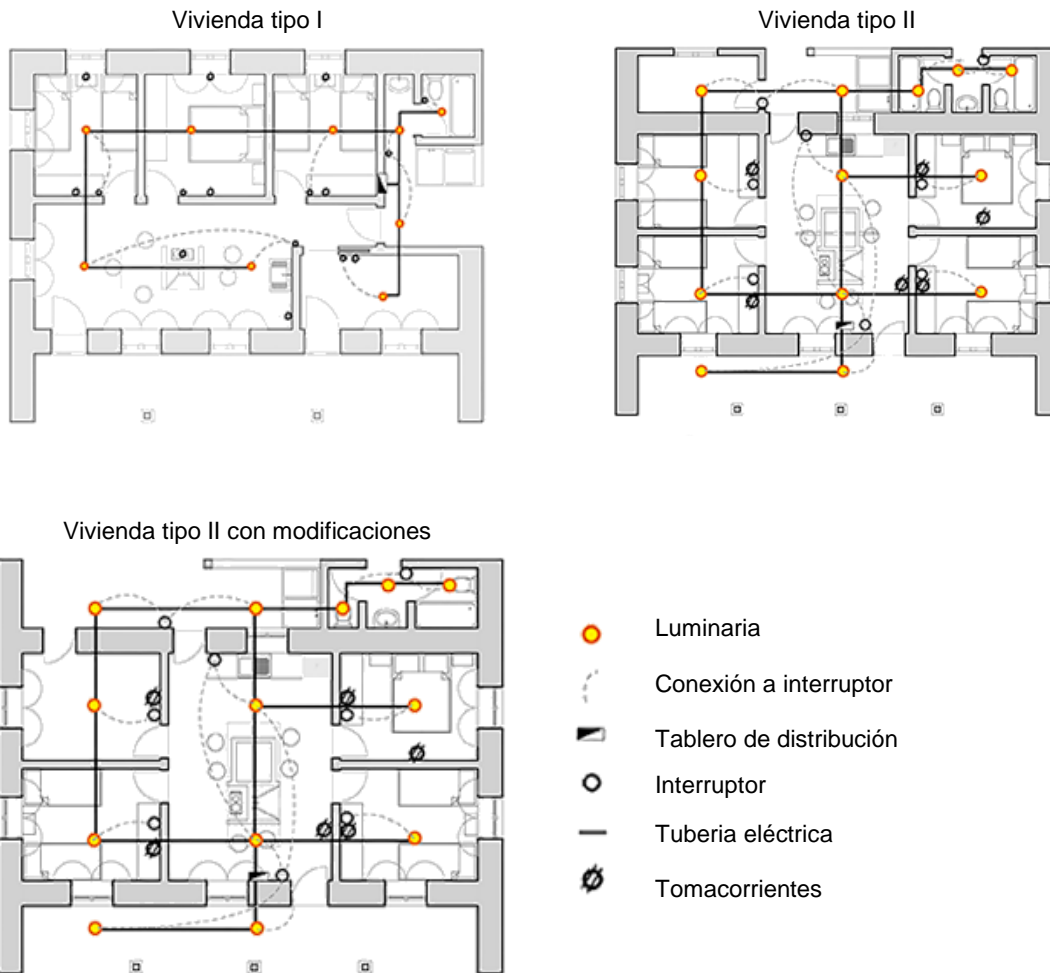 Vivienda tipo I
Vivienda tipo II
Vivienda tipo II con modificaciones
Luminaria
Conexión a interruptor
Tablero de distribución
Interruptor
Tuberia eléctrica
Tomacorrientes